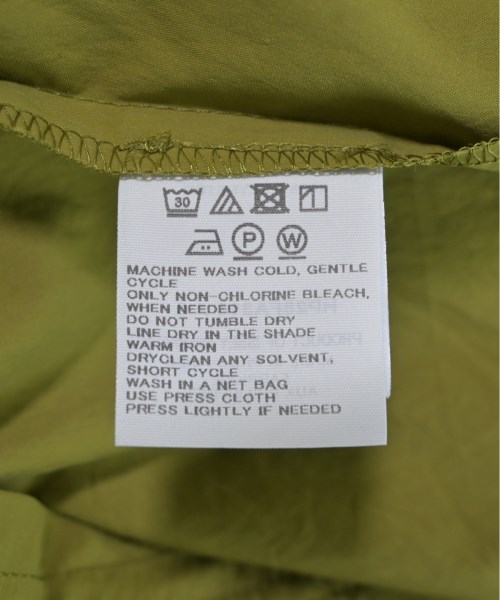 30
P W
MACHINE WASH COLD, GENTLE
CYCLE
ONLY NON-CHLORINE BLEACH,
WHEN NEEDED
DO NOT TUMBLE DRY
LINE DRY IN THE SHADE
WARM IRON
DRYCLEAN ANY SOLVENT,
SHORT CYCLE
WASH IN A NET BAG
USE PRESS CLOTH
PRESS LIGHTLY IF NEEDED